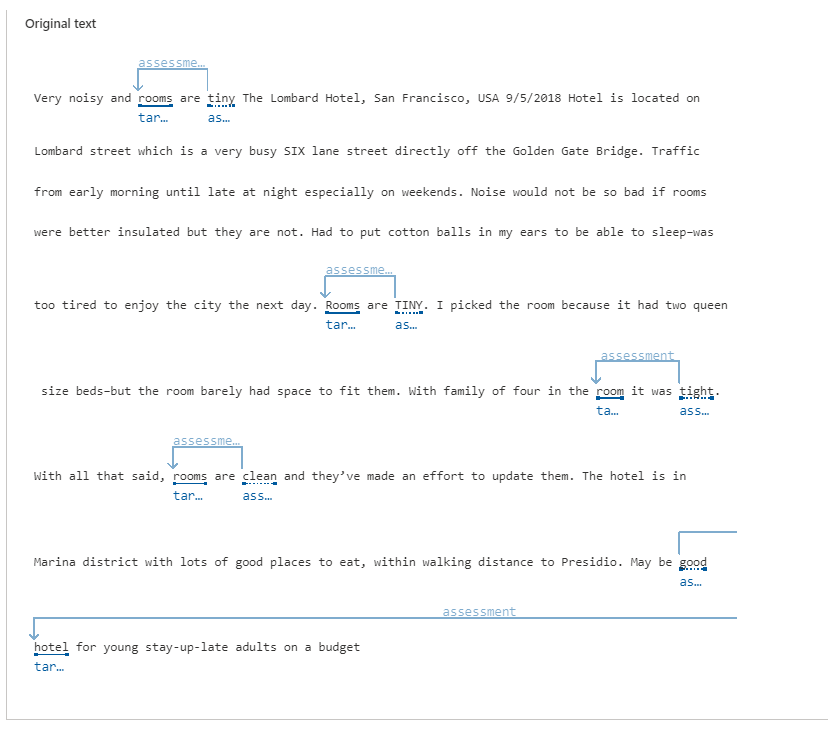 Original text
assessme...
Very noisy and rooms are tiny The Lombard Hotel, San Francisco, USA 9/5/2018 Hotel is located on
tar... as...
Lombard street which is a very busy SIX lane street directly off the Golden Gate Bridge. Traffic
from early morning until late at night especially on weekends. Noise would not be so bad if rooms
were better insulated but they are not. Had to put cotton balls in my ears to be able to sleep-was
assessme...
too tired to enjoy the city the next day. Rooms are TINY. I picked the room because it had two queen
tar... as...
assessment
size beds-but the room barely had space to fit them. With family of four in the room it was tight.
ta... ass...
assessme...
With all that said, rooms are clean and they’ve made an effort to update them. The hotel is in
tar... ass...
Marina district with lots of good places to eat, within walking distance to Presidio. May be good
as...
assessment
hotel for young stay-up-late adults on a budget
tar...